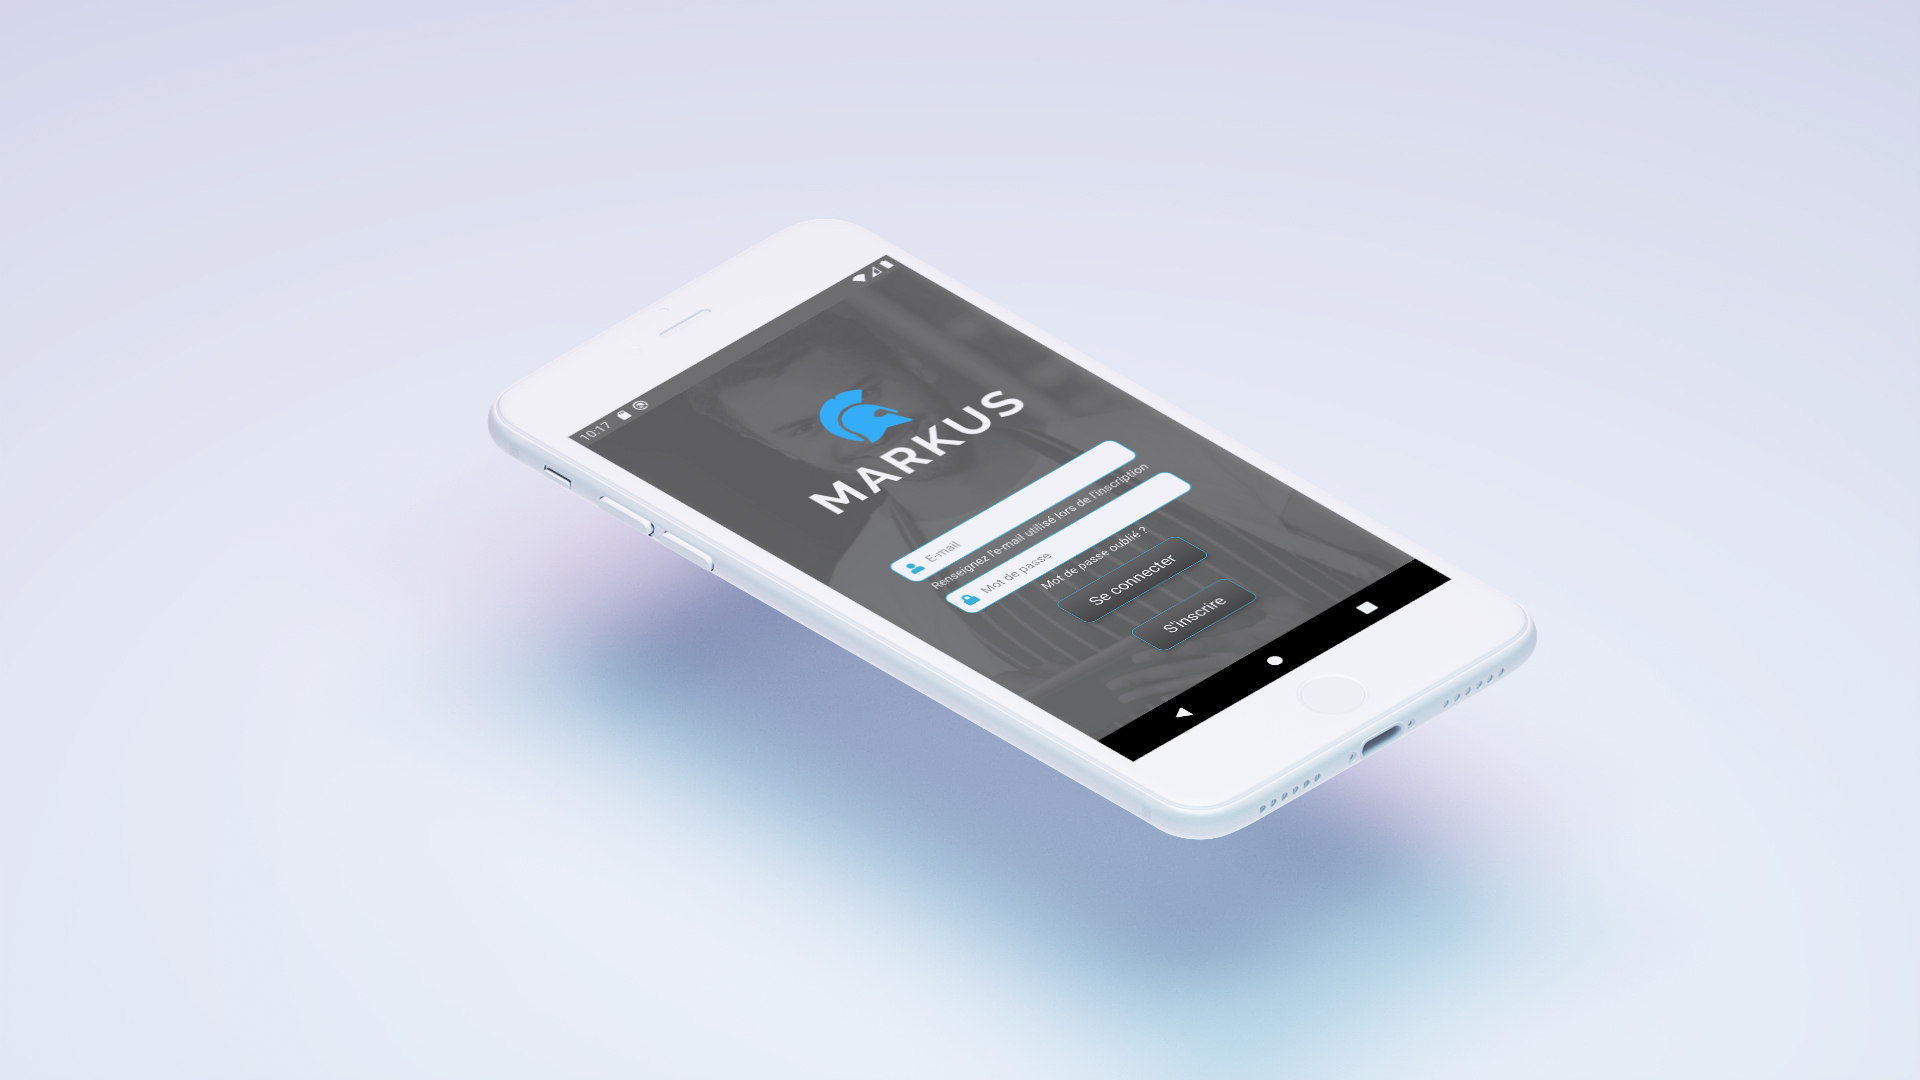 10:17
MARKUS
E-mail
Renseignez l'e-mail utilisé lors de l'inscription
Mot de passe
Mot de passe oublié ?
Se connecter
S'inscrire